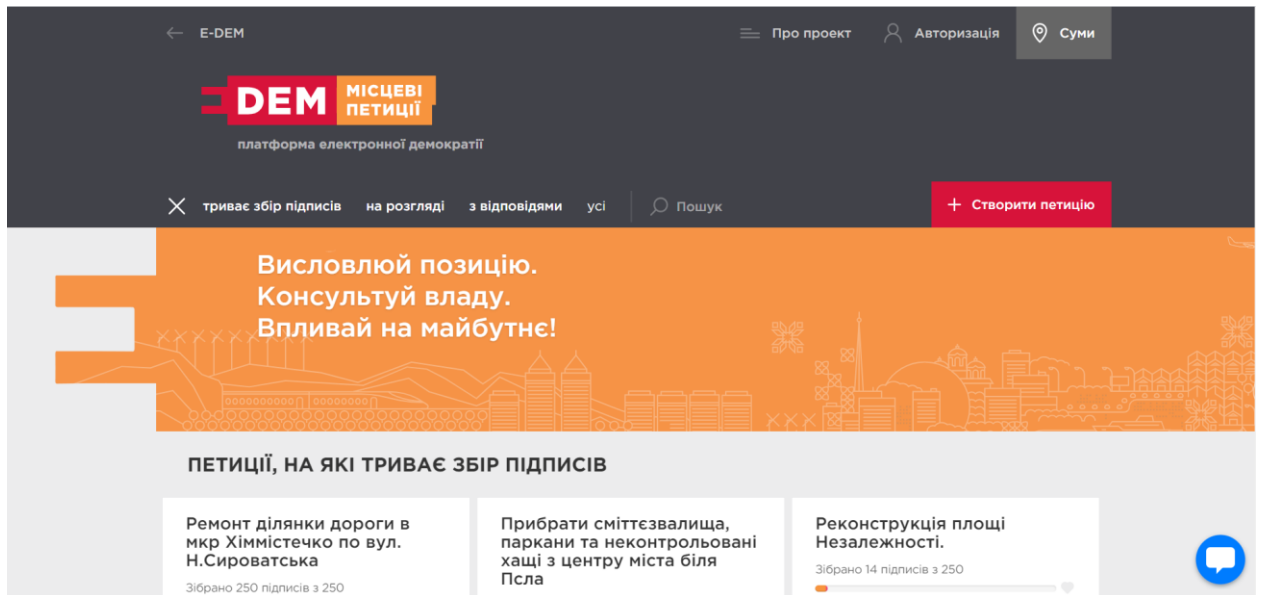 E-DEM
Про проект
Авторизація
Суми
DEM МІСЦЕВІ
ПЕТИЦІЇ
платформа електронної демократії
триває збір підписів на розгляді з відповідями усі Пошук
+ Створити петицію
Висловлюй позицію.
Консультуй владу.
Впливай на майбутнє!
ПЕТИЦІЇ, НА ЯКІ ТРИВАЄ ЗБІР ПІДПИСІВ
Ремонт ділянки дороги в
мкр Хіммістечко по вул.
Н.Сироватська
Зібрано 250 підписів з 250
Прибрати сміттєзвалища,
паркани та неконтрольовані
хащі з центру міста біля
Псла
Реконструкція площі
Незалежності.
Зібрано 14 підписів з 250